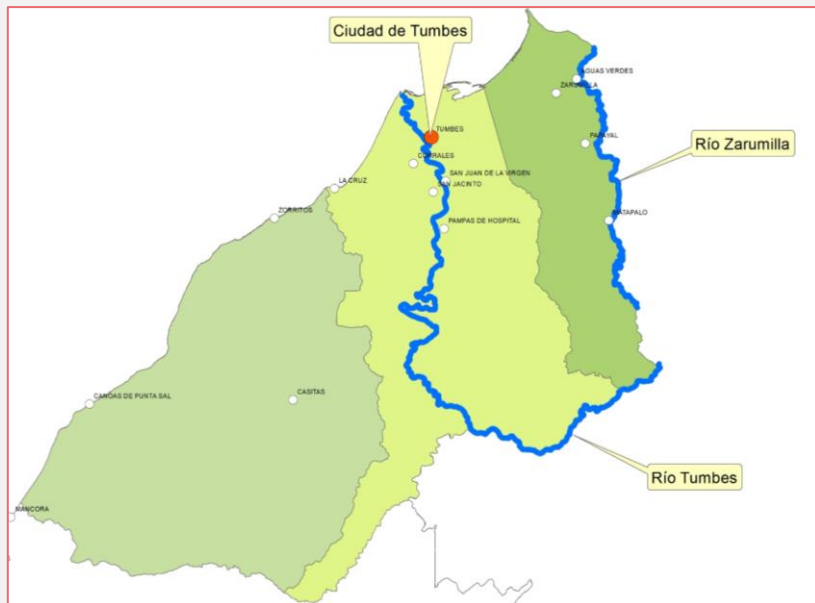 Ciudad de Tumbes
AGUAS VERDES
ZARUMILLA
TUMBES
PAPAYAL
Río Zarumilla
CORRALES
SAN JUAN DE LA VIRGEN
LA CRUZ
SAN JACINTO
ZORRITOS
MATAPALO
PAMPAS DE HOSPITAL
CASITAS
CANOAS DE PUNTA SAL
Río Tumbes
MANCORA